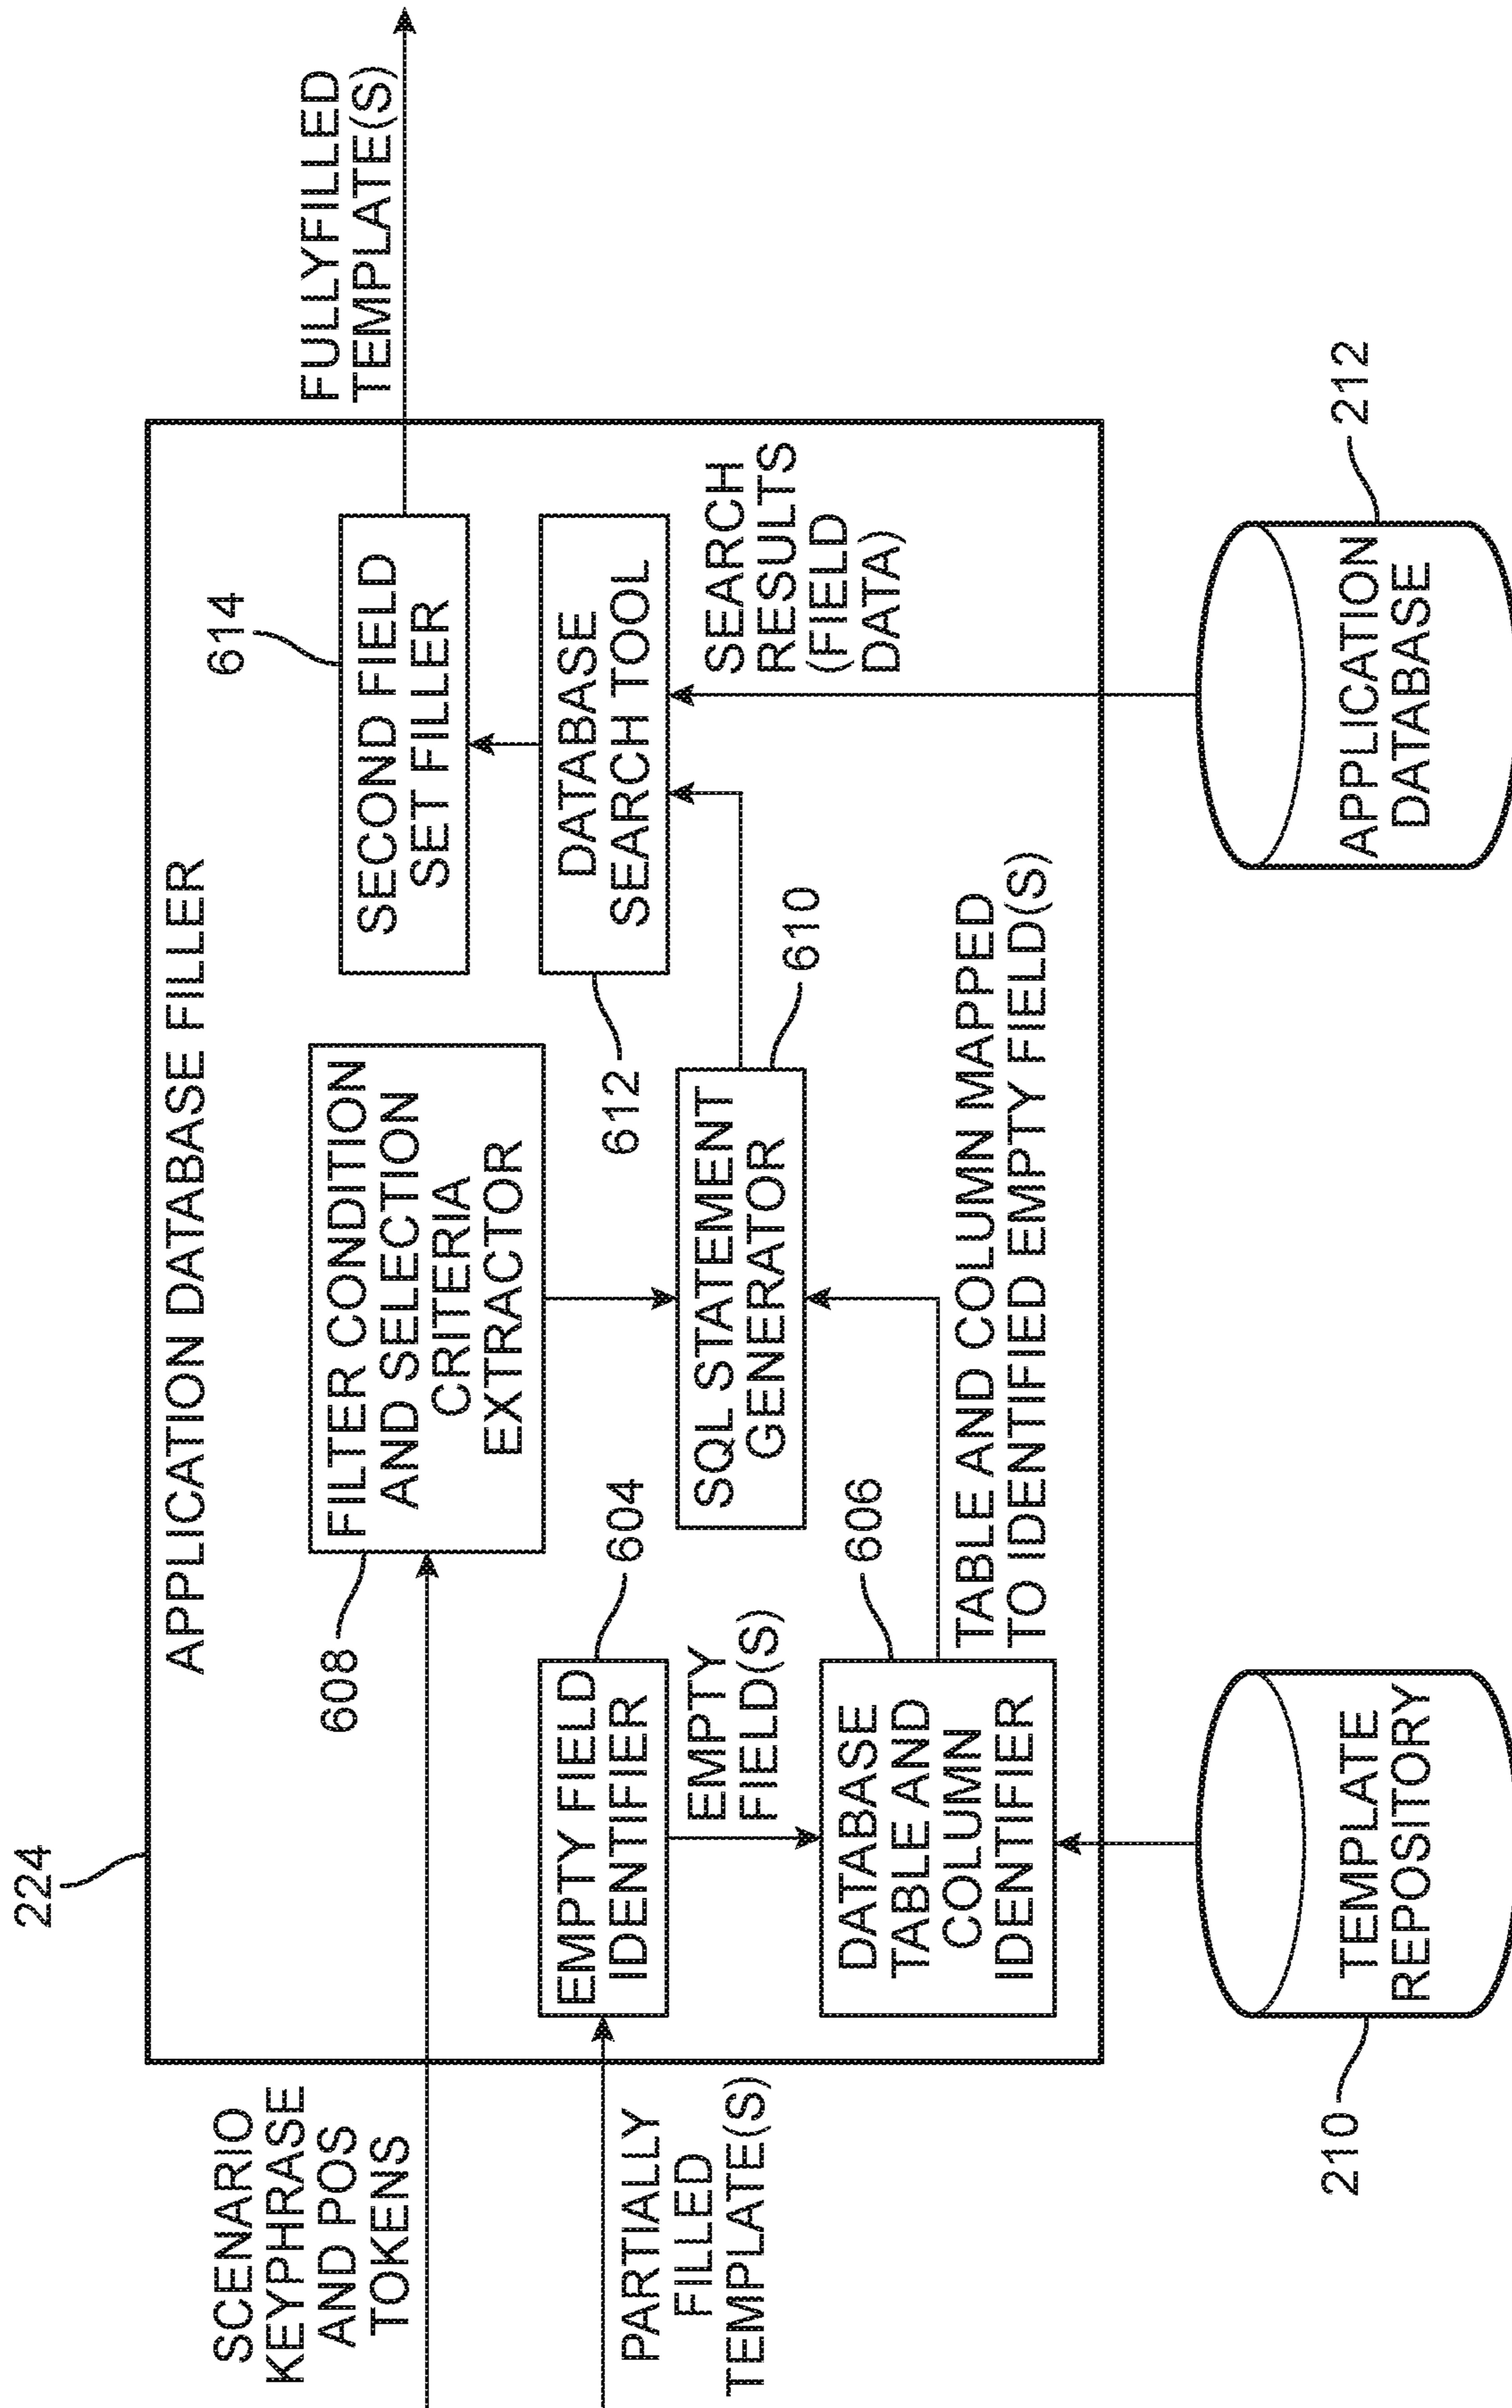 224
APPLICATION DATABASE FILLER
SCENARIO
KEYPHRASE
AND POS
TOKENS
608
FILTER CONDITION
AND SELECTION
CRITERIA
EXTRACTOR
614
SECOND FIELD
SET FILLER
FULLYFILLED
TEMPLATE(S)
PARTIALLY
FILLED
TEMPLATE(S)
EMPTY FIELD
IDENTIFIER
604
EMPTY
FIELD(S)
612
DATABASE
SEARCH TOOL
SQL STATEMENT
GENERATOR
610
SEARCH
RESULTS
(FIELD
DATA)
DATABASE
TABLE AND
COLUMN
IDENTIFIER
606
TABLE AND COLUMN MAPPED
TO IDENTIFIED EMPTY FIELD(S)
210
TEMPLATE
REPOSITORY
APPLICATION
DATABASE
212